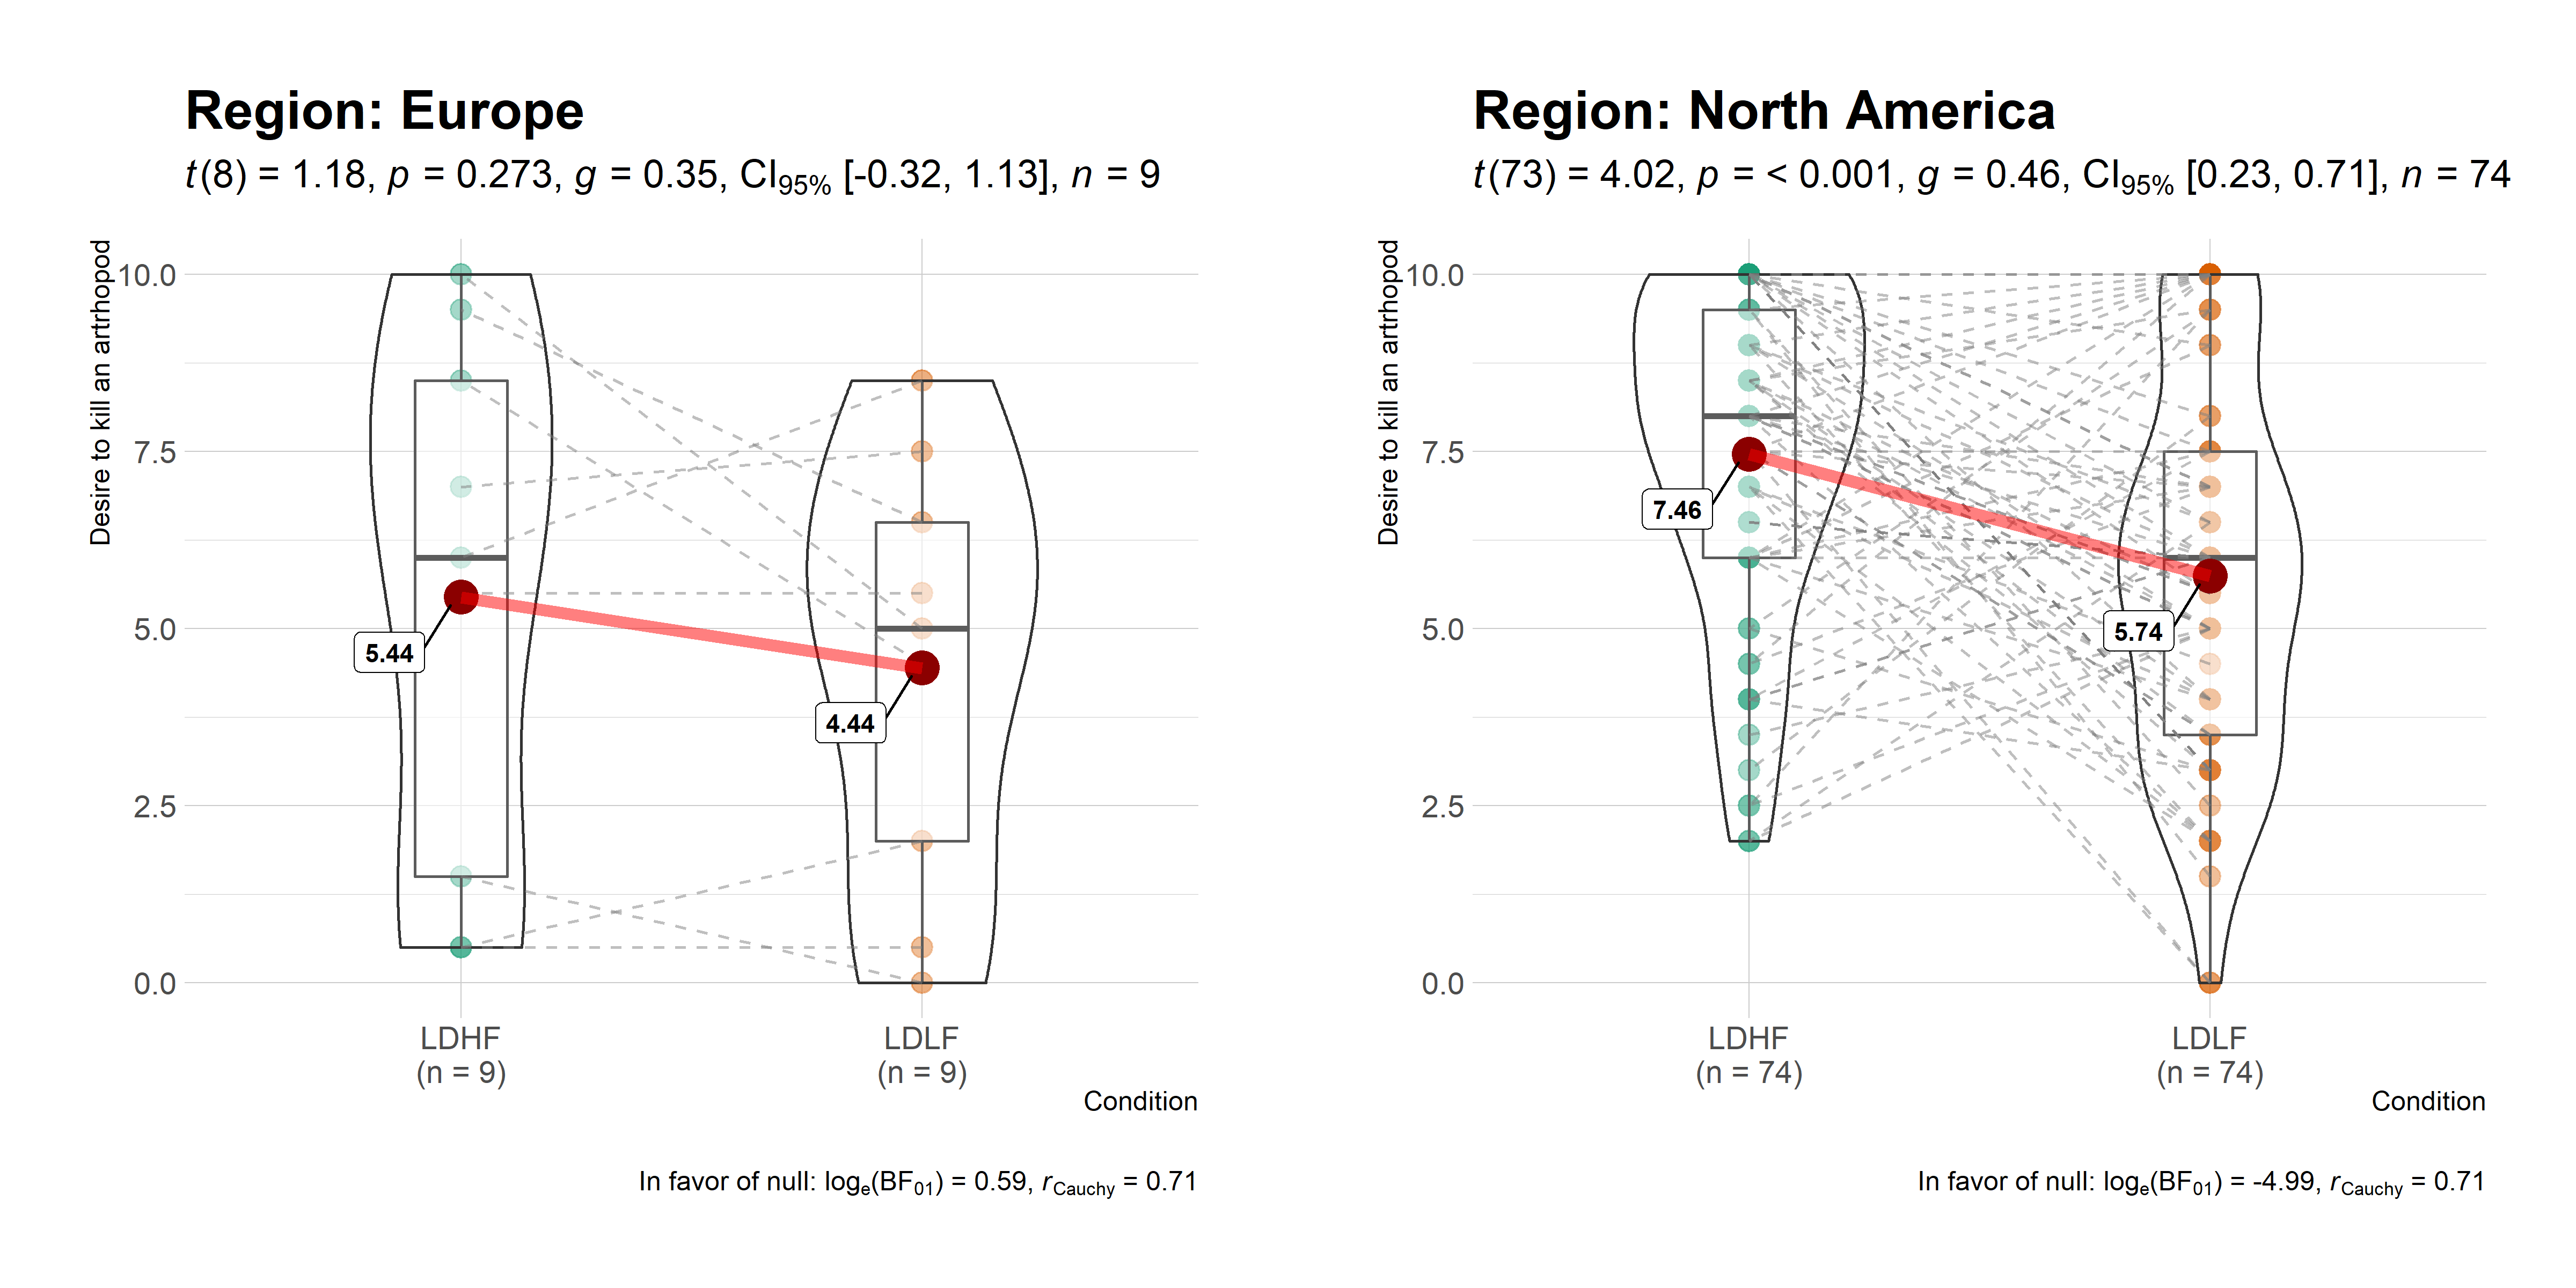 Region: Europe
t(8) = 1.18, p = 0.273, g = 0.35, CI95% [-0.32, 1.13], n = 9
Desire to kill an artrhopod
10.0
7.5
5.0
2.5
0.0
5.44
4.44
LDHF
(n = 9)
LDLF
(n = 9)
Condition
In favor of null: loge(BF01) = 0.59, rCauchy = 0.71
Region: North America
t(73) = 4.02, p = < 0.001, g = 0.46, CI95% [0.23, 0.71], n = 74
Desire to kill an artrhopod
10.0
7.5
5.0
2.5
0.0
7.46
5.74
LDHF
(n = 74)
LDLF
(n = 74)
Condition
In favor of null: loge(BF01) = -4.99, rCauchy = 0.71